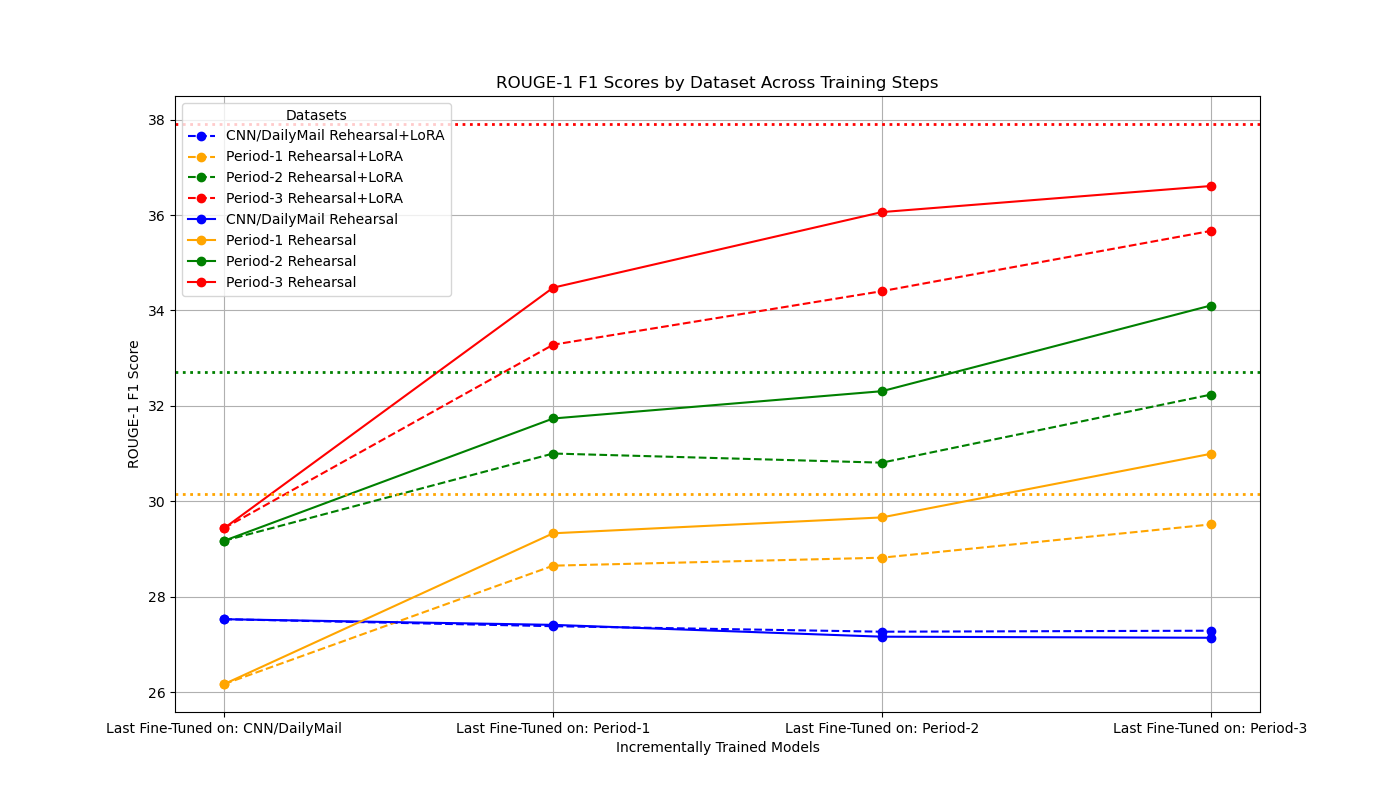 ROUGE-1 F1 Scores by Dataset Across Training Steps
Datasets
CNN/DailyMail Rehearsal+LoRA
Period-1 Rehearsal+LoRA
Period-2 Rehearsal+LoRA
Period-3 Rehearsal+LoRA
CNN/DailyMail Rehearsal
Period-1 Rehearsal
Period-2 Rehearsal
Period-3 Rehearsal
38
36
34
32
30
28
26
ROUGE-1 F1 Score
Last Fine-Tuned on: CNN/DailyMail
Last Fine-Tuned on: Period-1
Last Fine-Tuned on: Period-2
Last Fine-Tuned on: Period-3
Incrementally Trained Models